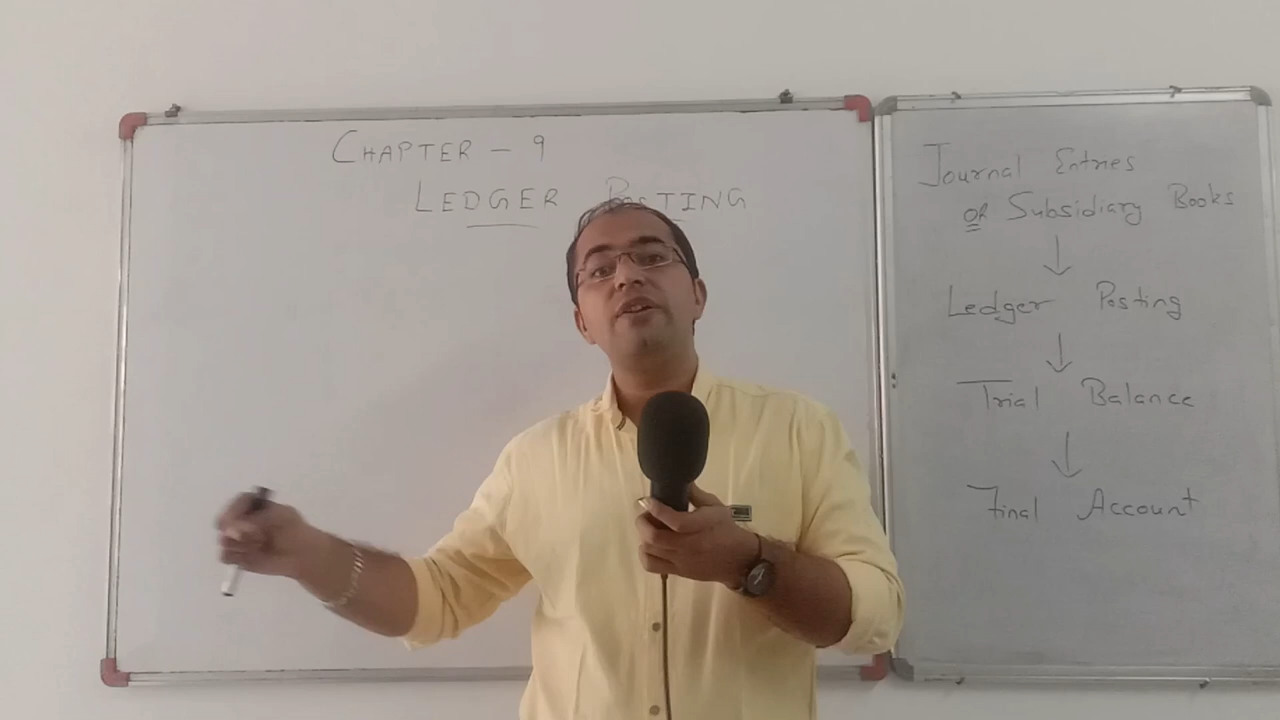 CHAPTER - 9
LEDGER POSTING
Journal Entries
OR Subsidiary Books
↓
Ledger Posting
↓
Trial Balance
↓
Final Account